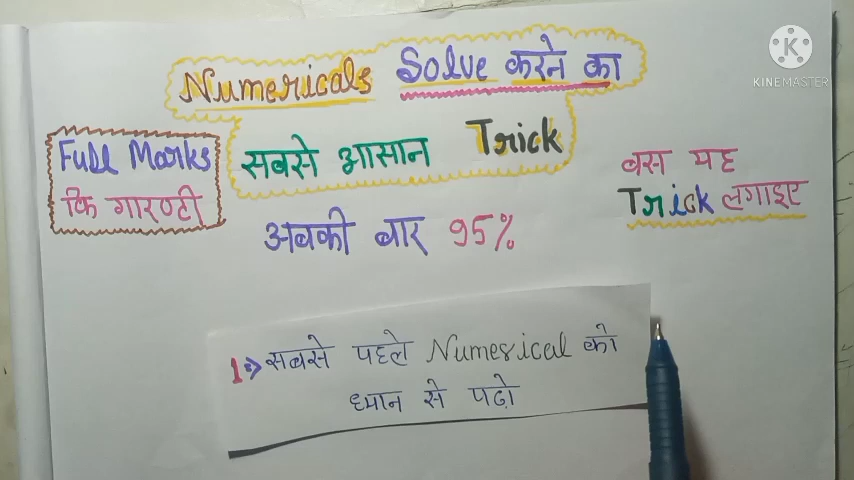 Numericals Solve करने का
सबसे आसान Trick
Full Marks
कि गारण्टी
बस यह
Trick लगाइए
अबकी बार 95%
1 => सबसे पहले Numerical को
ध्यान से पढ़ो
KINEMASTER